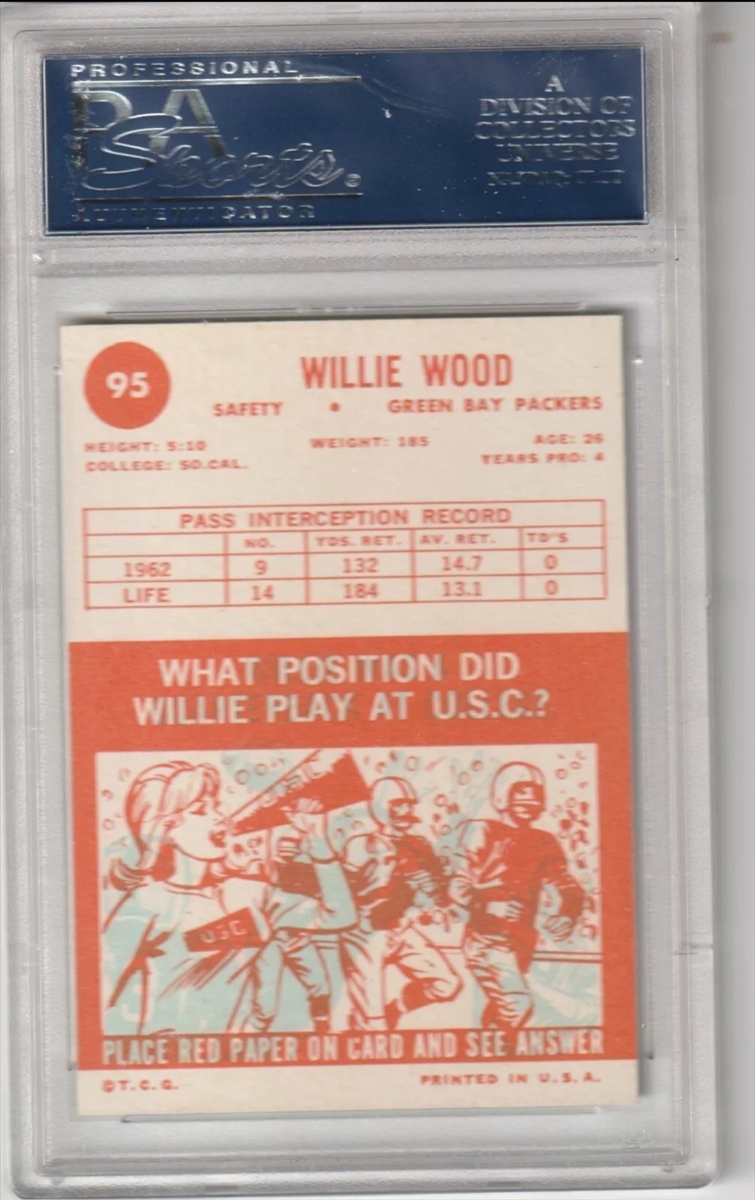 PROFESSIONAL
PSA
Sports®
AUTHENTICATOR
A
DIVISION OF
COLLECTORS
UNIVERSE
95
WILLIE WOOD
SAFETY • GREEN BAY PACKERS
HEIGHT: 5:10 WEIGHT: 185 AGE: 26
COLLEGE: SO.CAL. YEARS PRO: 4
PASS INTERCEPTION RECORD
NO. YDS. RET. AV. RET. TD'S
1962 9 132 14.7 0
LIFE 14 184 13.1 0
WHAT POSITION DID
WILLIE PLAY AT U.S.C.?
USC
USC
PLACE RED PAPER ON CARD AND SEE ANSWER
©T.C.G. PRINTED IN U.S.A.